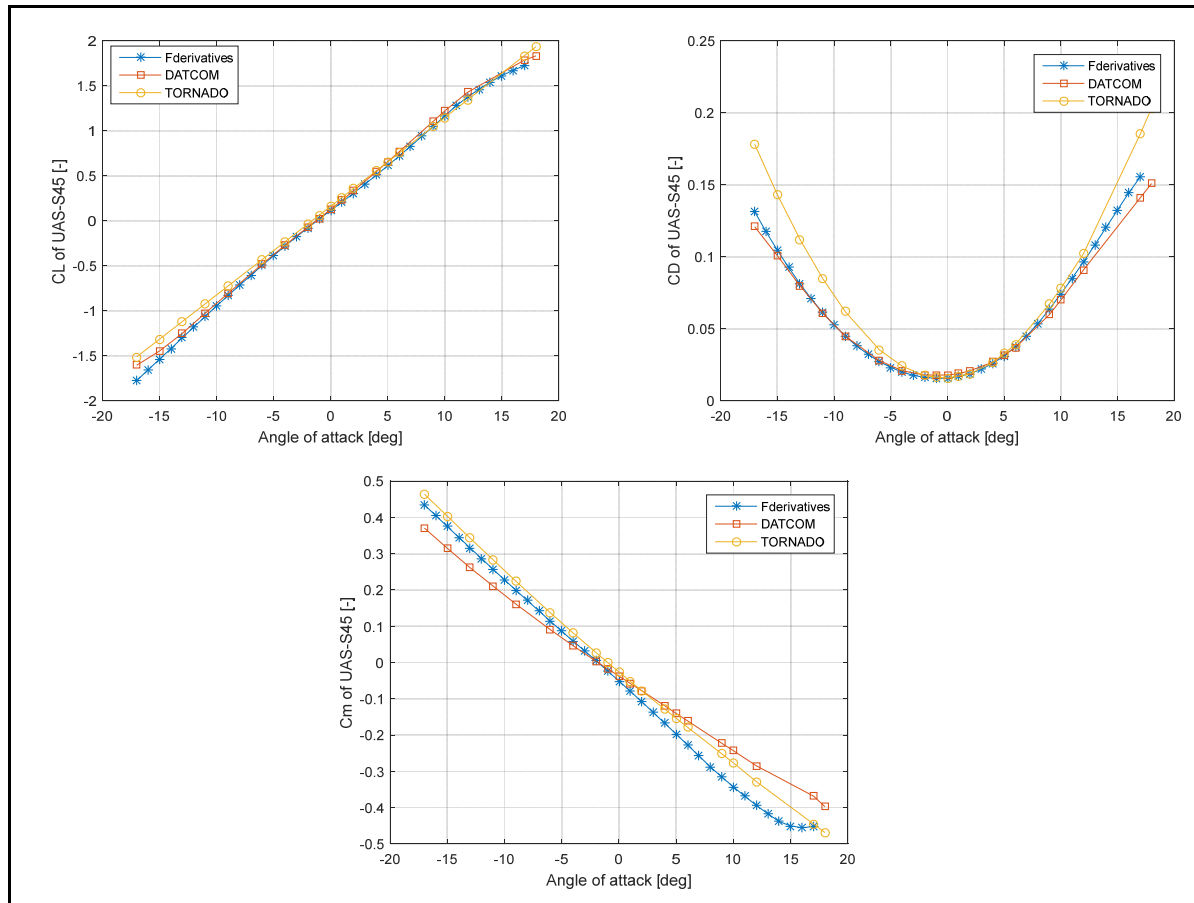 2
1.5
1
0.5
0
-0.5
-1
-1.5
-2
-20 -15 -10 -5 0 5 10 15 20
CL of UAS-S45 [-]
Angle of attack [deg]
Fderivatives
DATCOM
TORNADO
0.25
0.2
0.15
0.1
0.05
0
-20 -15 -10 -5 0 5 10 15 20
CD of UAS-S45 [-]
Angle of attack [deg]
Fderivatives
DATCOM
TORNADO
0.5
0.4
0.3
0.2
0.1
0
-0.1
-0.2
-0.3
-0.4
-0.5
-20 -15 -10 -5 0 5 10 15 20
Cm of UAS-S45 [-]
Angle of attack [deg]
Fderivatives
DATCOM
TORNADO